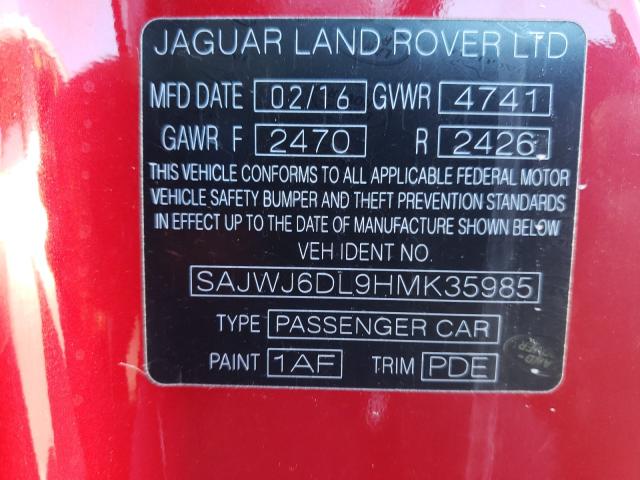 JAGUAR LAND ROVER LTD
MFD DATE 02/16 GVWR 4741
GAWR F 2470 R 2426
THIS VEHICLE CONFORMS TO ALL APPLICABLE FEDERAL MOTOR
VEHICLE SAFETY BUMPER AND THEFT PREVENTION STANDARDS
IN EFFECT UP TO THE DATE OF MANUFACTURE SHOWN BELOW
VEH IDENT NO.
SAJWJ6DL9HMK35985
TYPE PASSENGER CAR
PAINT 1AF TRIM PDE